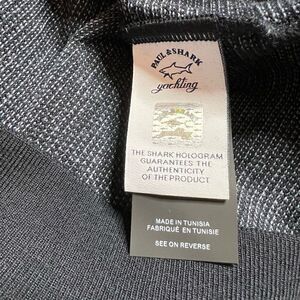 PAUL & SHARK
yachting
THE SHARK HOLOGRAM
GUARANTEES THE
AUTHENTICITY
OF THE PRODUCT
MADE IN TUNISIA
FABRIQUÉ EN TUNISIE
SEE ON REVERSE